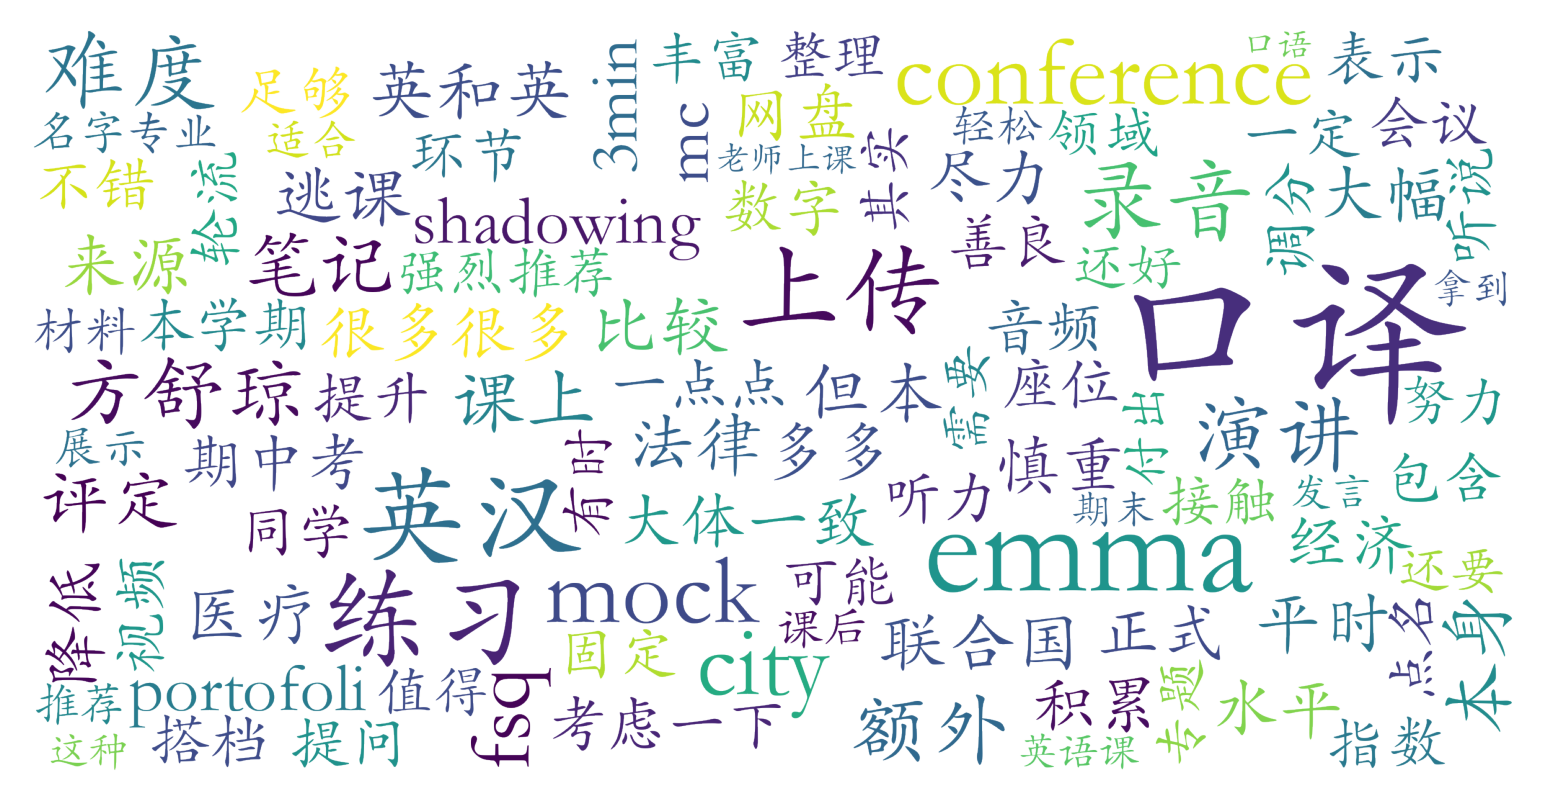 难度
足够
英和英
3min
丰富
整理
conference
口语
表示
名字专业
适合
环节
mc
网盘
老师上课
其实
轻松
领域
一定
会议
不错
轮流
逃课
shadowing
数字
尽力
录音
调分
大幅
听说
来源
笔记
强烈推荐
上传
善良
还好
口译
拿到
材料
本学期
很多很多
比较
音频
方舒琼
提升
课上
一点点
但本
需要
座位
付出
努力
展示
期中考
有时
法律
多多
慎重
演讲
包含
评定
同学
英汉
大体一致
听力
期末
接触
发言
经济
降低
视频
医疗
练习
mock
可能
emma
还要
课后
固定
city
联合国
正式
平时
点名
本身
推荐
portofoli
值得
fsq
考虑一下
额外
积累
专题
水平
指数
这种
搭档
提问
英语课